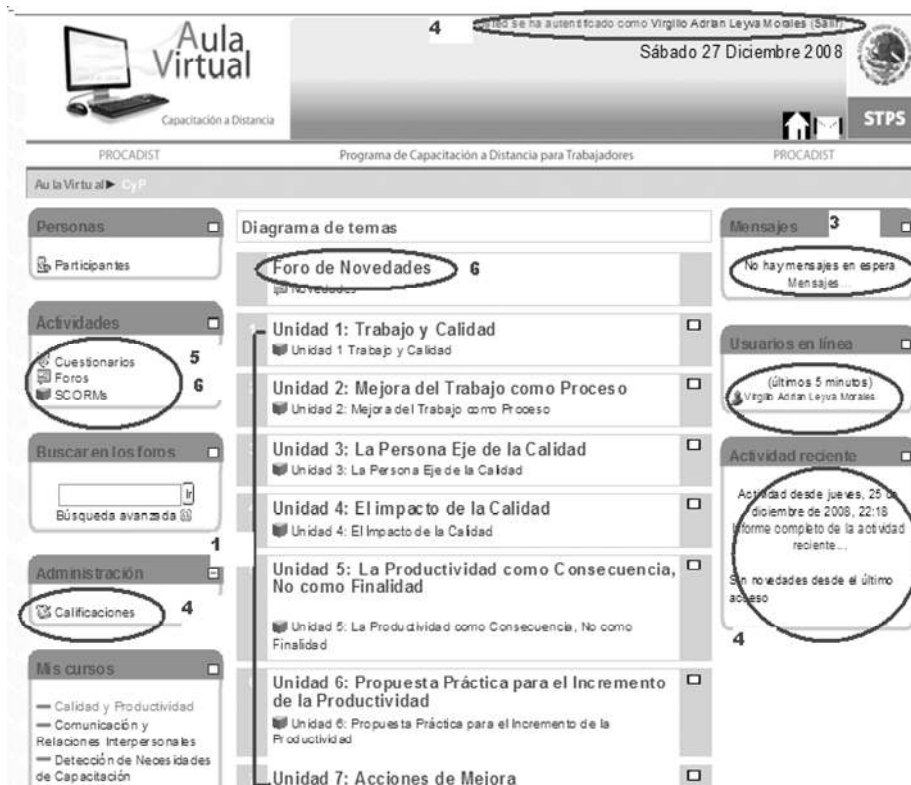 4
Usted se ha autentificado como Virgilio Adrian Leyva Morales (Salir)
Aula
Virtual
Capacitación a Distancia
Sábado 27 Diciembre 2008
STPS
PROCADIST
Programa de Capacitación a Distancia para Trabajadores
PROCADIST
Aula Virtual► CyP
Personas
Participantes
Actividades
Cuestionarios 5
Foros
SCORMs 6
Buscar en los foros
Ir
Búsqueda avanzada
1
Administración
Calificaciones 4
Mis cursos
Calidad y Productividad
Comunicación y
Relaciones Interpersonales
Detección de Necesidades
de Capacitación
Diagrama de temas
Foro de Novedades 6
Novedades
Unidad 1: Trabajo y Calidad
Unidad 1 Trabajo y Calidad
Unidad 2: Mejora del Trabajo como Proceso
Unidad 2: Mejora del Trabajo como Proceso
Unidad 3: La Persona Eje de la Calidad
Unidad 3: La Persona Eje de la Calidad
Unidad 4: El impacto de la Calidad
Unidad 4: El Impacto de la Calidad
Unidad 5: La Productividad como Consecuencia,
No como Finalidad
Unidad 5: La Productividad como Consecuencia, No como
Finalidad
Unidad 6: Propuesta Práctica para el Incremento
de la Productividad
Unidad 6: Propuesta Práctica para el Incremento de la
Productividad
Unidad 7: Acciones de Mejora
Mensajes 3
No hay mensajes en espera
Mensajes...
Usuarios en línea
(últimos 5 minutos)
Virgilio Adrian Leyva Morales
Actividad reciente
Actividad desde jueves, 25 de
diciembre de 2008, 22:18
Informe completo de la actividad
reciente...
Sin novedades desde el último
acceso
4